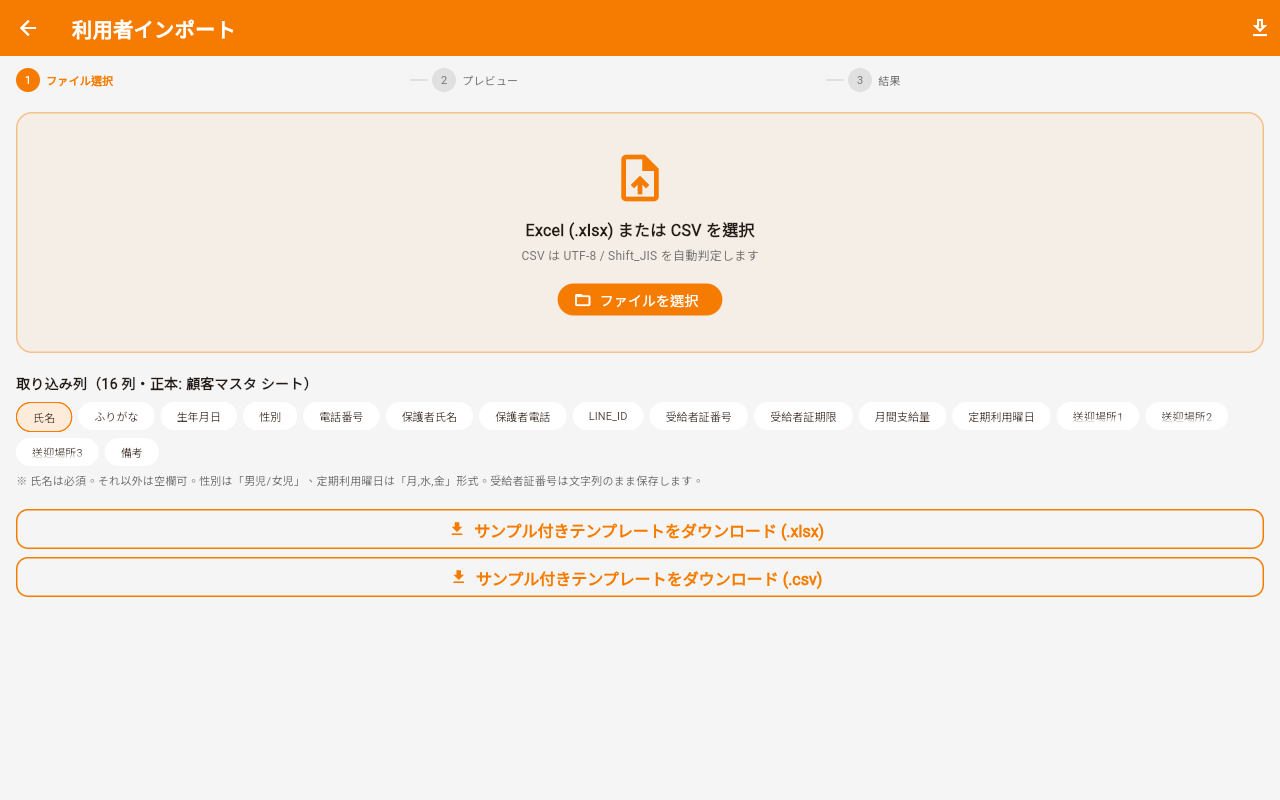 利用者インポート
1 ファイル選択
2 プレビュー
3 結果
Excel (.xlsx) または CSV を選択
CSV は UTF-8 / Shift_JIS を自動判定します
ファイルを選択
取り込み列（16 列・正本: 顧客マスタ シート）
氏名 ふりがな 生年月日 性別 電話番号 保護者氏名 保護者電話 LINE_ID 受給者証番号 受給者証期限 月間支給量 定期利用曜日 送迎場所1 送迎場所2
送迎場所3 備考
※ 氏名は必須。それ以外は空欄可。性別は「男児/女児」、定期利用曜日は「月,水,金」形式。受給者証番号は文字列のまま保存します。
サンプル付きテンプレートをダウンロード (.xlsx)
サンプル付きテンプレートをダウンロード (.csv)